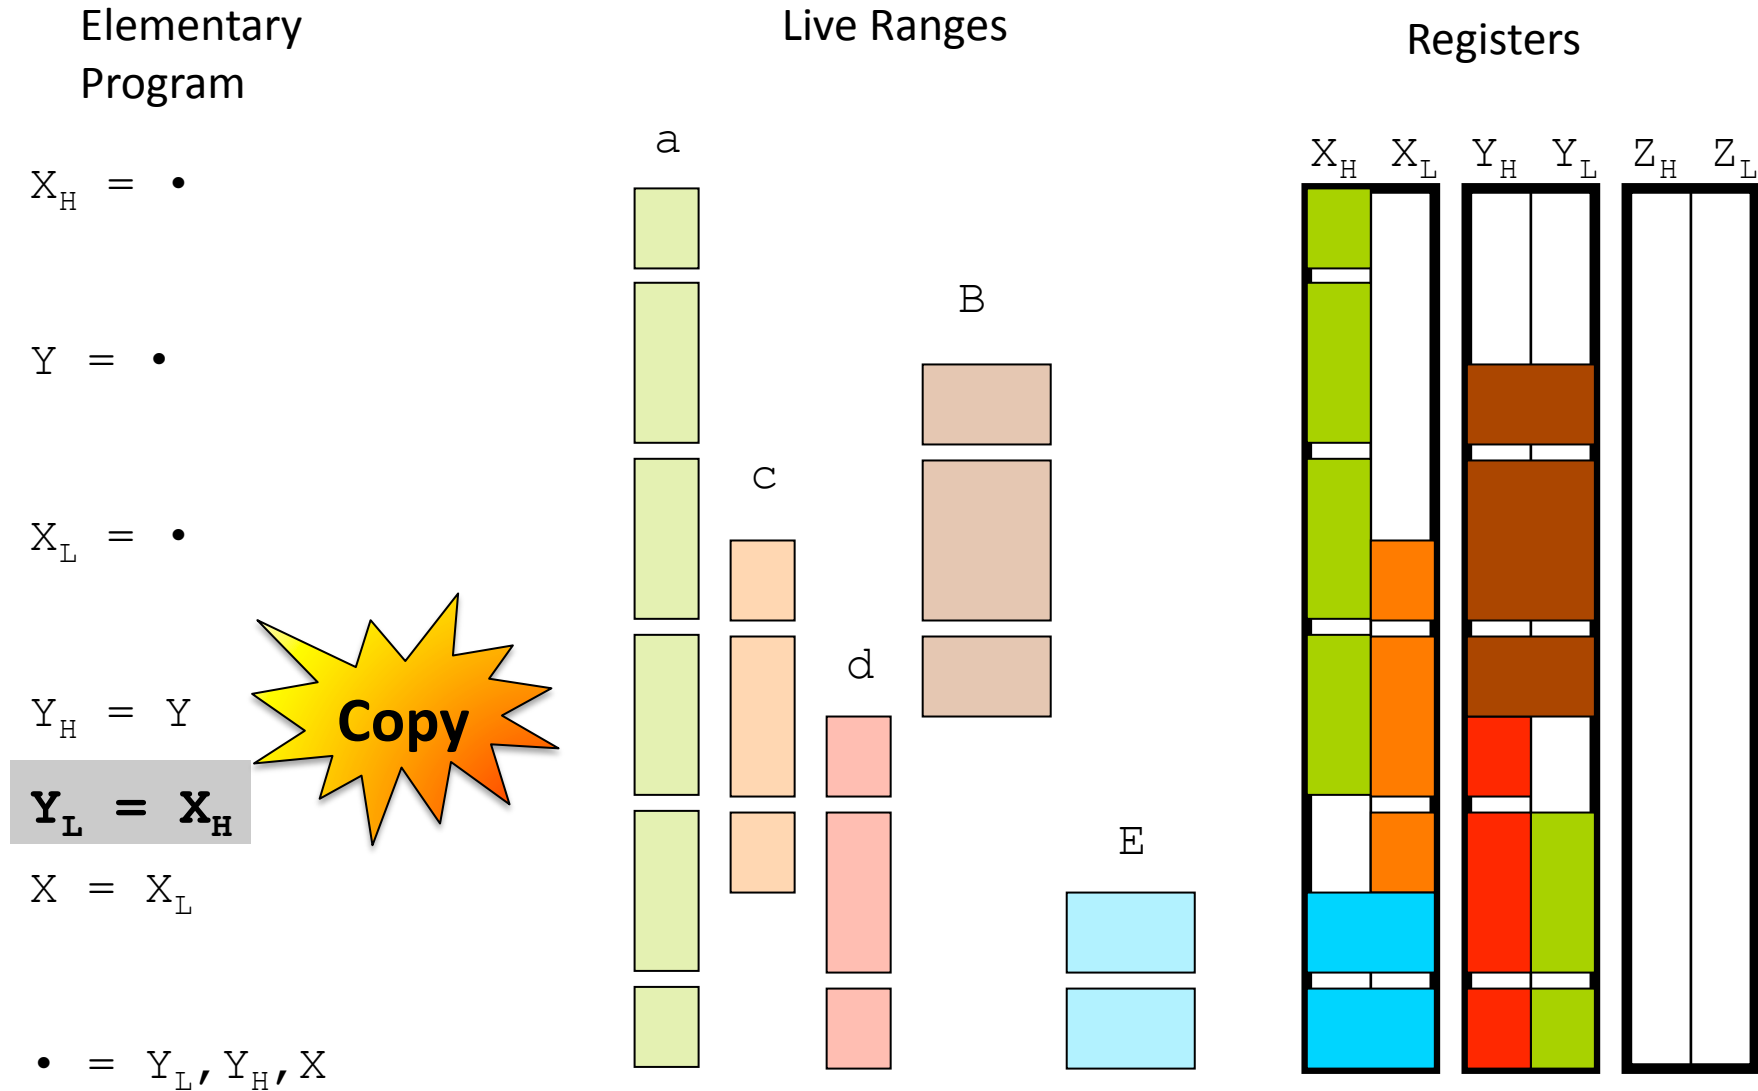 Elementary
Program
Live Ranges
Registers
a
X_H X_L Y_H Y_L Z_H Z_L
X_H = •
B
Y = •
c
X_L = •
d
Y_H = Y
Copy
Y_L = X_H
E
X = X_L
• = Y_L, Y_H, X